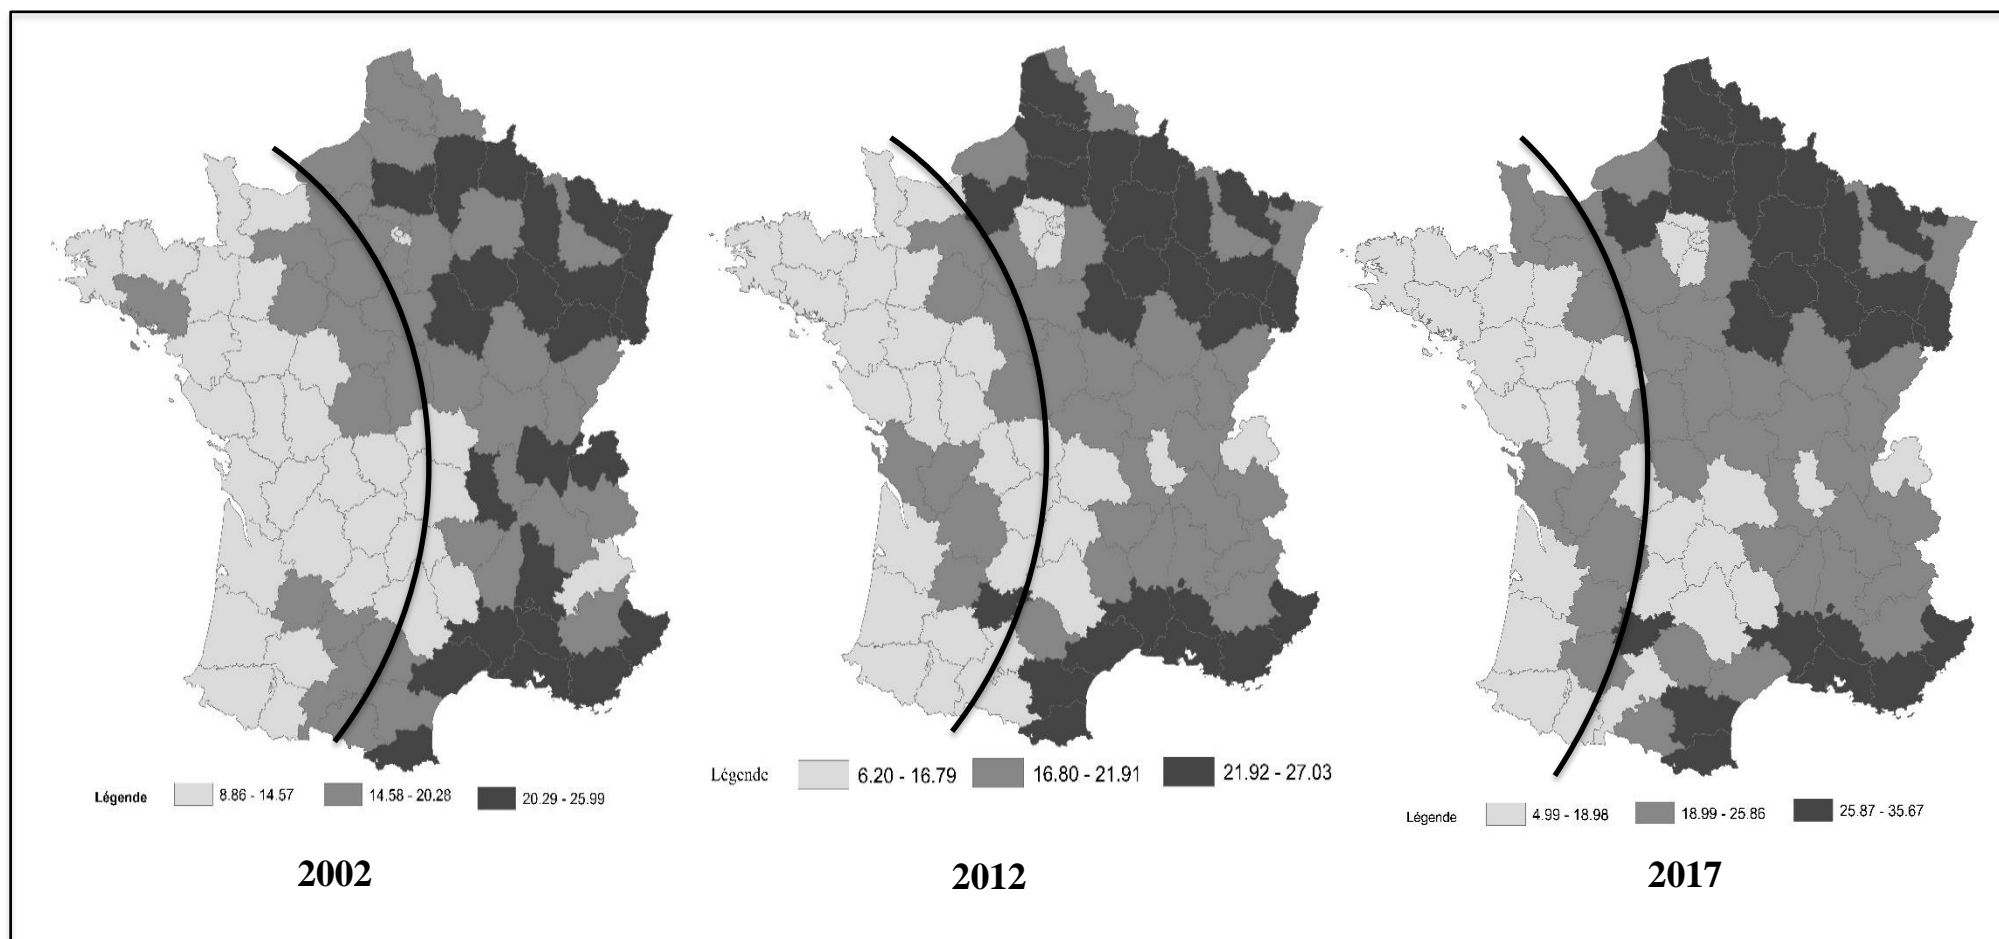 Légende 8.86 - 14.57 14.58 - 20.28 20.29 - 25.99
2002
Légende 6.20 - 16.79 16.80 - 21.91 21.92 - 27.03
2012
Légende 4.99 - 18.98 18.99 - 25.86 25.87 - 35.67
2017